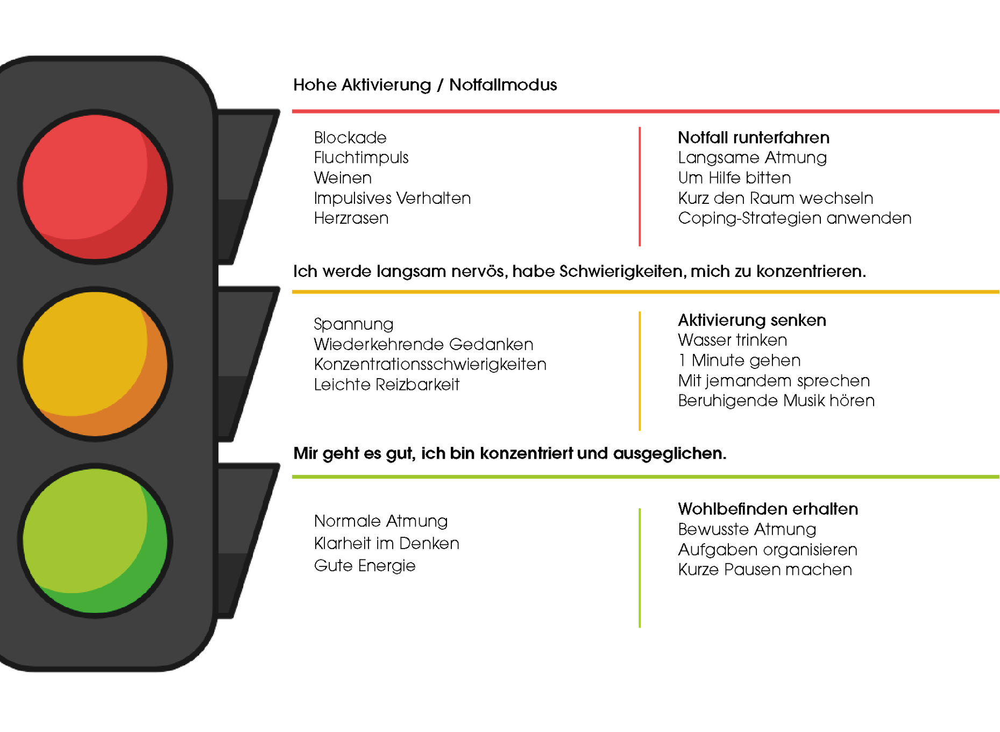 Hohe Aktivierung / Notfallmodus
Blockade
Fluchtimpuls
Weinen
Impulsives Verhalten
Herzrasen
Notfall runterfahren
Langsame Atmung
Um Hilfe bitten
Kurz den Raum wechseln
Coping-Strategien anwenden
Ich werde langsam nervös, habe Schwierigkeiten, mich zu konzentrieren.
Spannung
Wiederkehrende Gedanken
Konzentrationsschwierigkeiten
Leichte Reizbarkeit
Aktivierung senken
Wasser trinken
1 Minute gehen
Mit jemandem sprechen
Beruhigende Musik hören
Mir geht es gut, ich bin konzentriert und ausgeglichen.
Normale Atmung
Klarheit im Denken
Gute Energie
Wohlbefinden erhalten
Bewusste Atmung
Aufgaben organisieren
Kurze Pausen machen